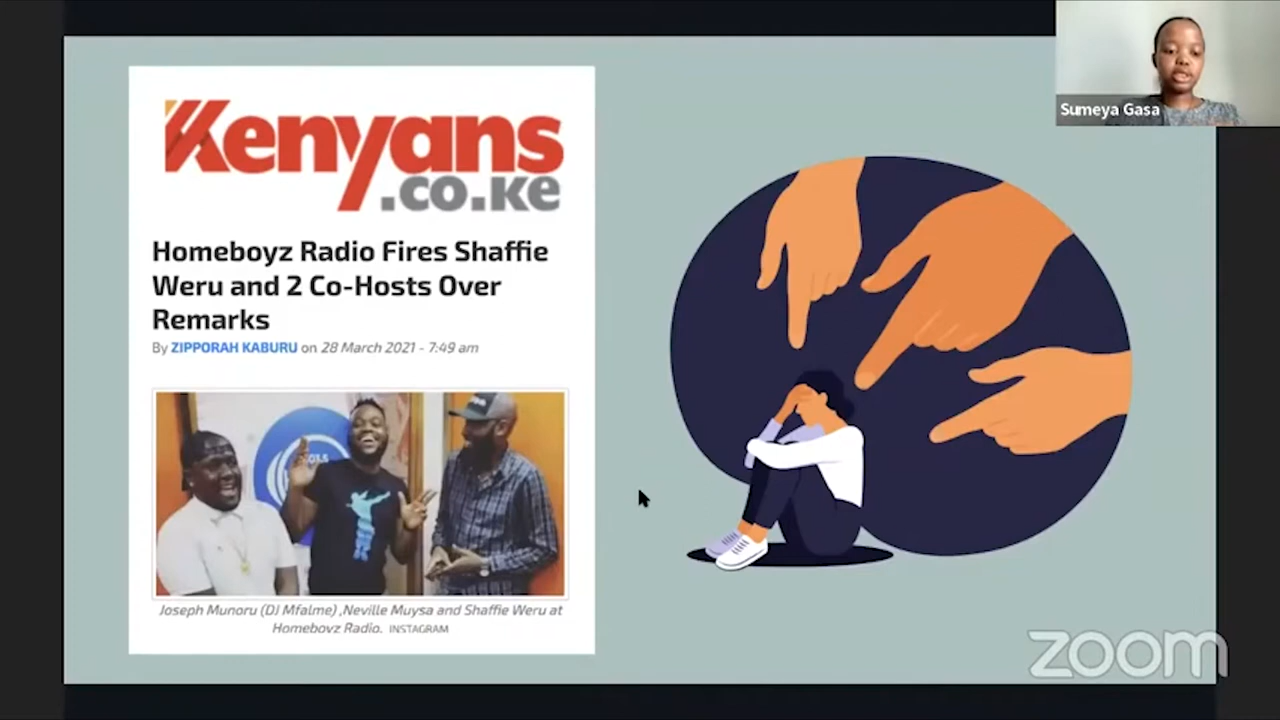 Sumeya Gasa
Kenyans
.co.ke
Homeboyz Radio Fires Shaffie
Weru and 2 Co-Hosts Over
Remarks
By ZIPPORAH KABURU on 28 March 2021 - 7:49 am
Joseph Munoru (DJ Mfalme) ,Neville Muysa and Shaffie Weru at
Homeboyz Radio. INSTAGRAM
zoom